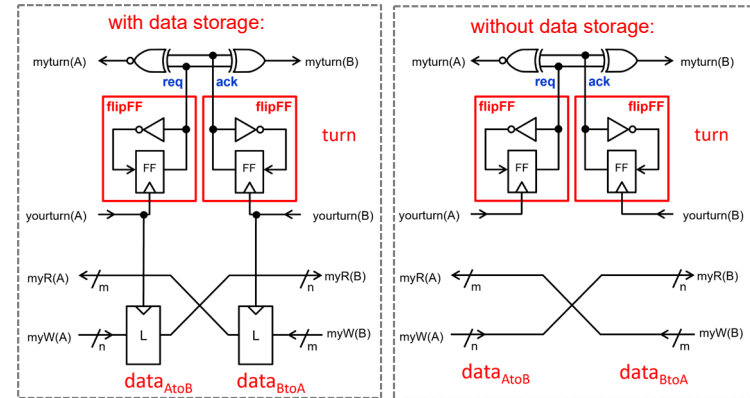 with data storage:
myturn(A)
myturn(B)
req
ack
flipFF
flipFF
turn
FF
FF
yourturn(A)
yourturn(B)
myR(A)
m
n
myR(B)
myW(A)
n
L
L
m
myW(B)
dataAtoB
dataBtoA
without data storage:
myturn(A)
myturn(B)
req
ack
flipFF
flipFF
turn
FF
FF
yourturn(A)
yourturn(B)
myR(A)
m
n
myR(B)
myW(A)
n
m
myW(B)
dataAtoB
dataBtoA